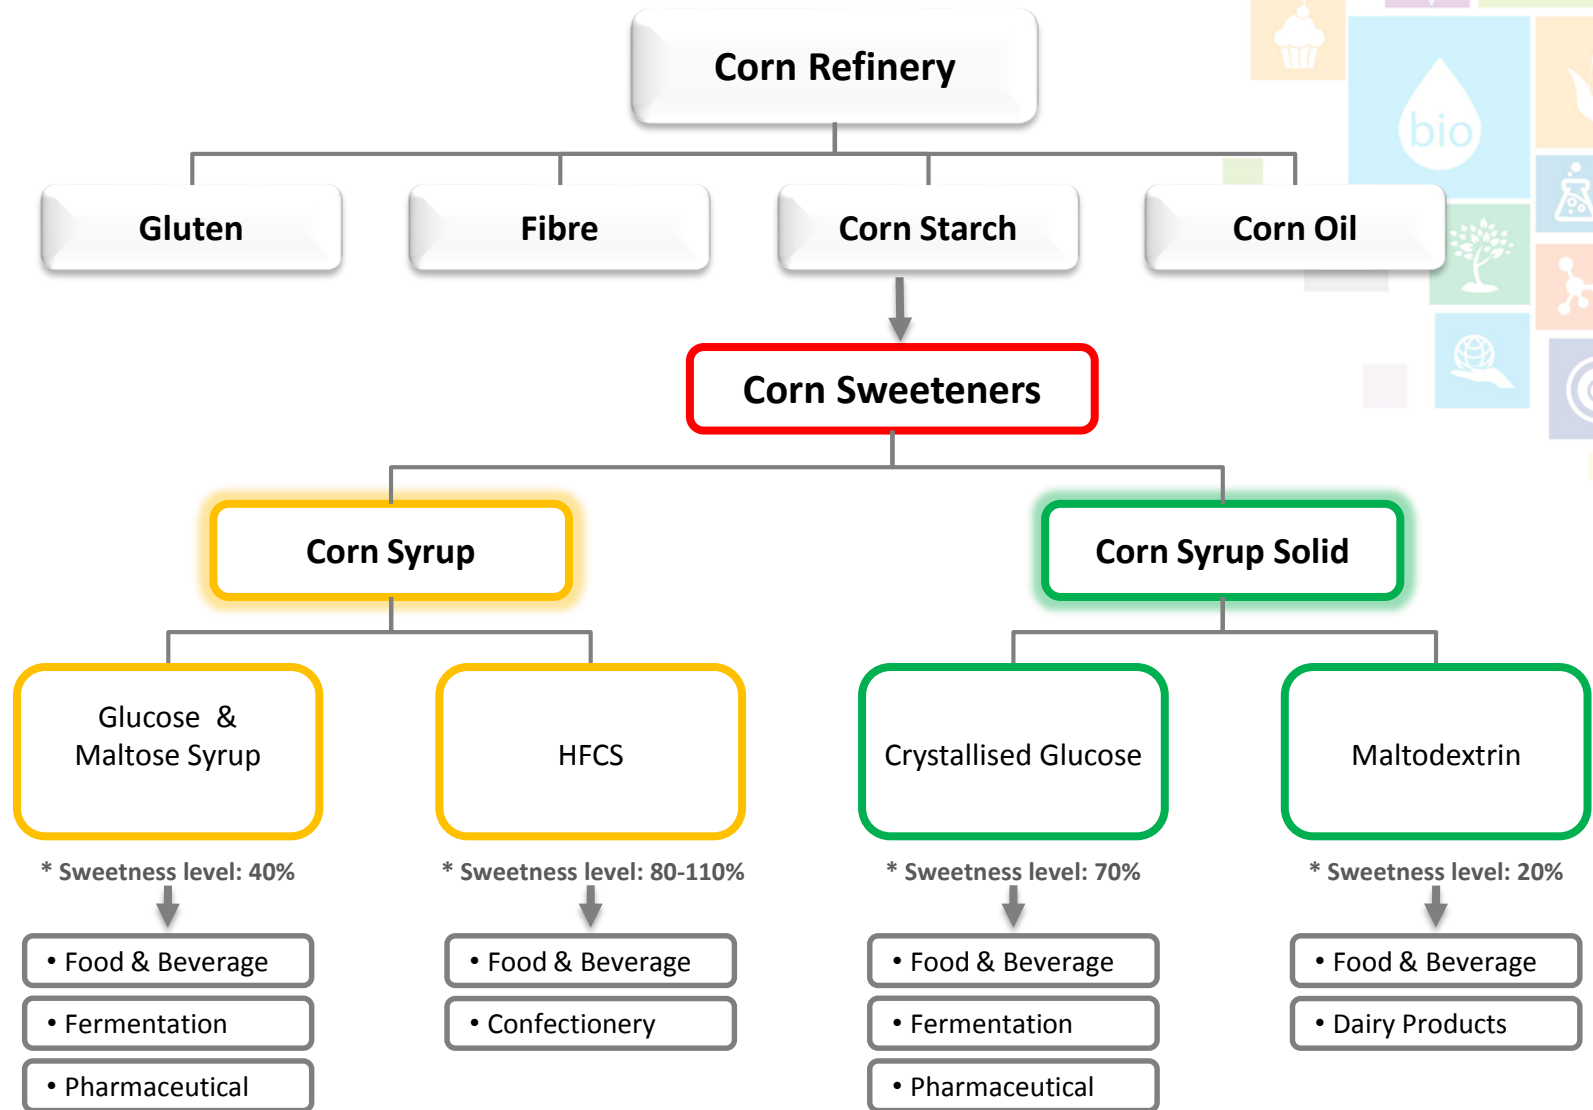 Corn Refinery
bio
Gluten
Fibre
Corn Starch
Corn Oil
Corn Sweeteners
Corn Syrup
Corn Syrup Solid
Glucose &
Maltose Syrup
HFCS
Crystallised Glucose
Maltodextrin
* Sweetness level: 40%
* Sweetness level: 80-110%
* Sweetness level: 70%
* Sweetness level: 20%
• Food & Beverage
• Fermentation
• Pharmaceutical
• Food & Beverage
• Confectionery
• Food & Beverage
• Fermentation
• Pharmaceutical
• Food & Beverage
• Dairy Products